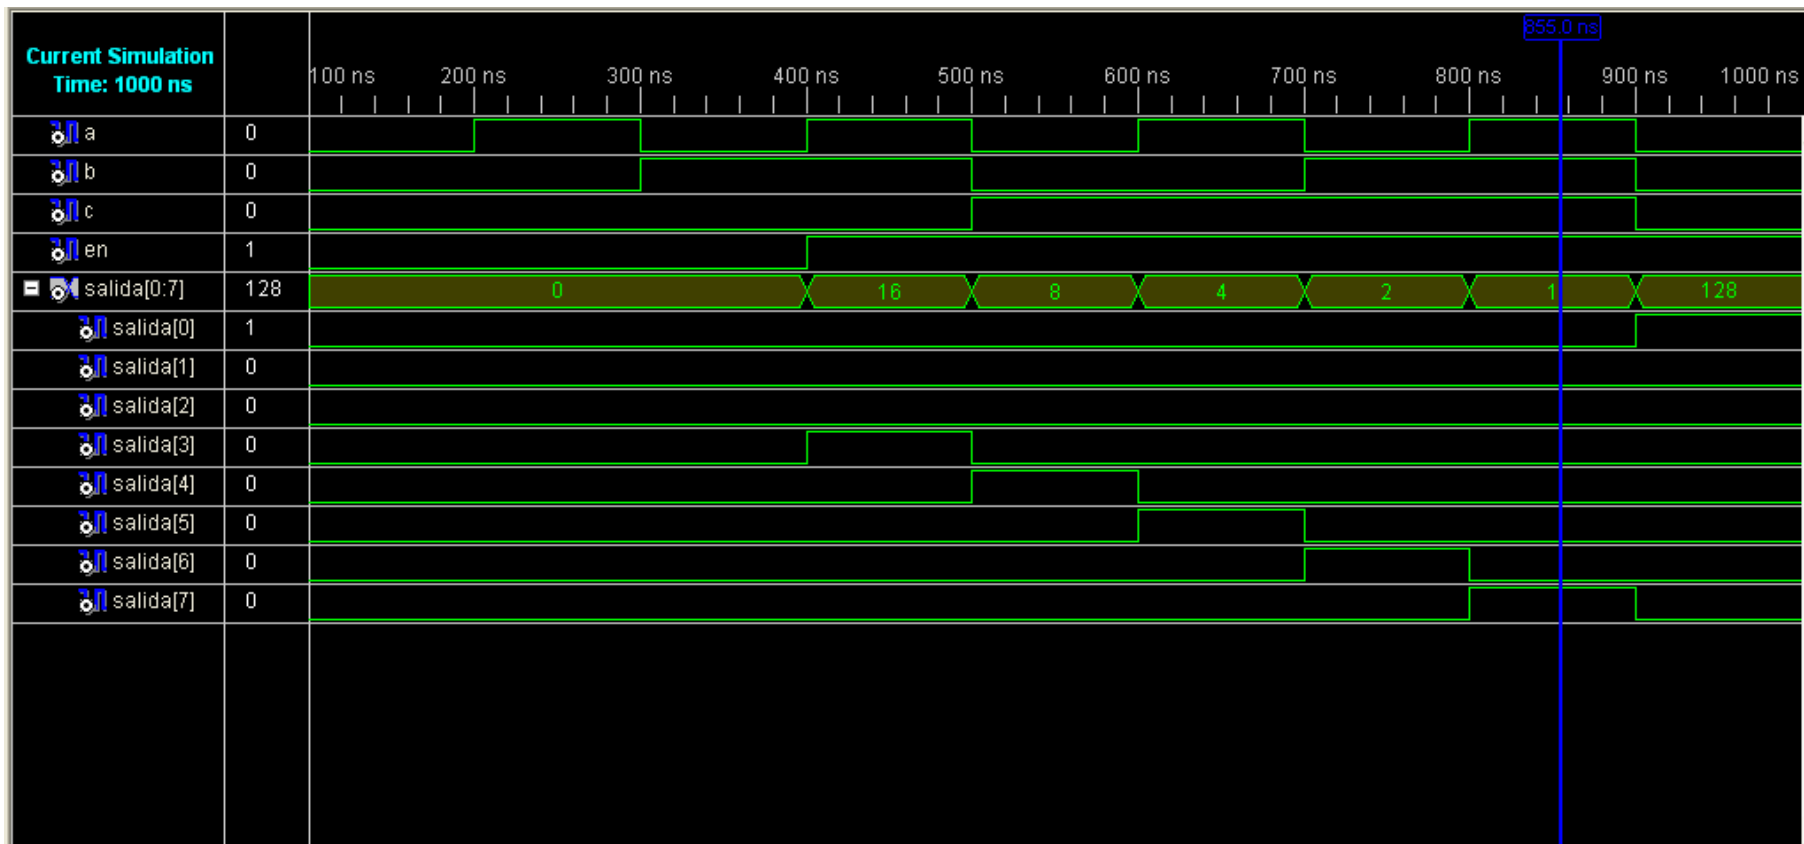 855.0 ns
Current Simulation
Time: 1000 ns
100 ns 200 ns 300 ns 400 ns 500 ns 600 ns 700 ns 800 ns 900 ns 1000 ns
a 0
b 0
c 0
en 1
salida[0:7] 128 0 16 8 4 2 1 128
salida[0] 1
salida[1] 0
salida[2] 0
salida[3] 0
salida[4] 0
salida[5] 0
salida[6] 0
salida[7] 0